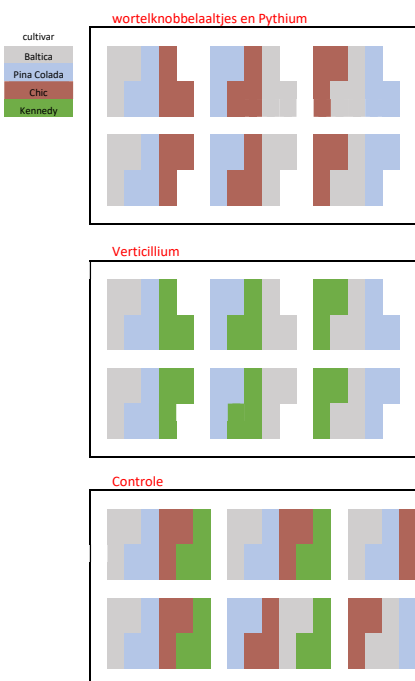 wortelknobbelaaltjes en Pythium
cultivar
Baltica
Pina Colada
Chic
Kennedy
Verticillium
Controle